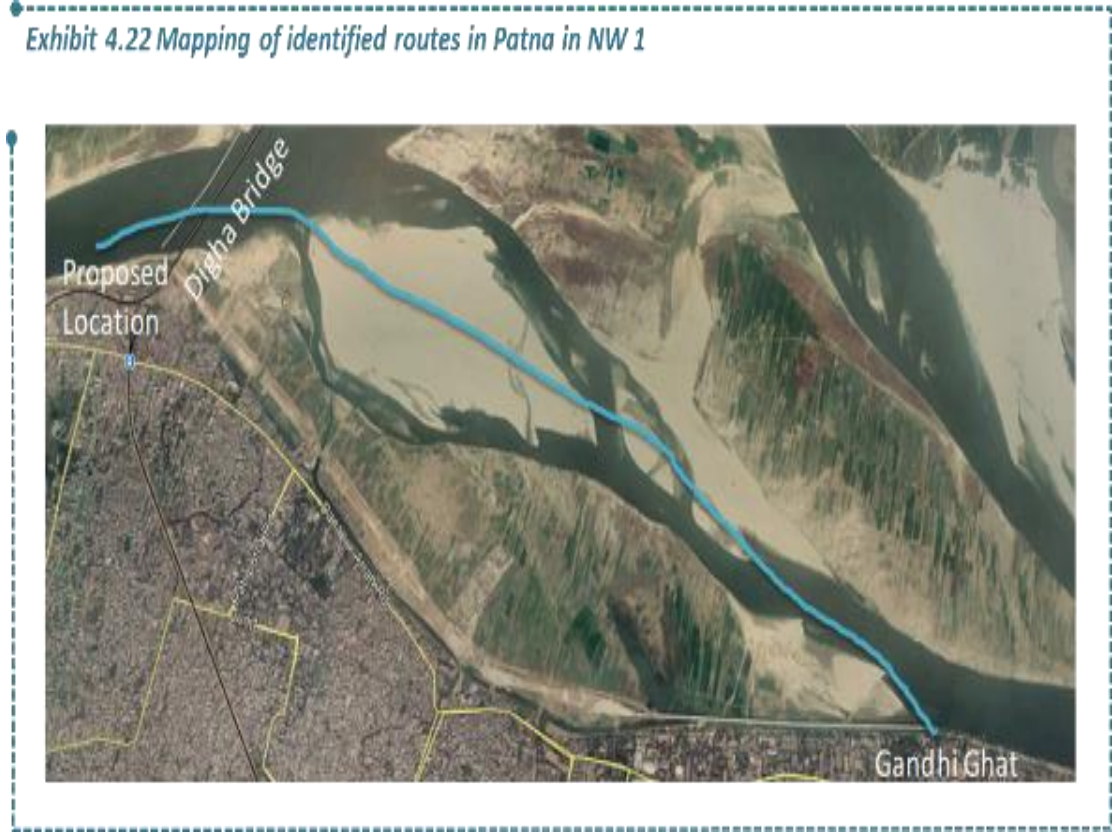 Exhibit 4.22 Mapping of identified routes in Patna in NW 1
Digha Bridge
Proposed
Location
Gandhi Ghat